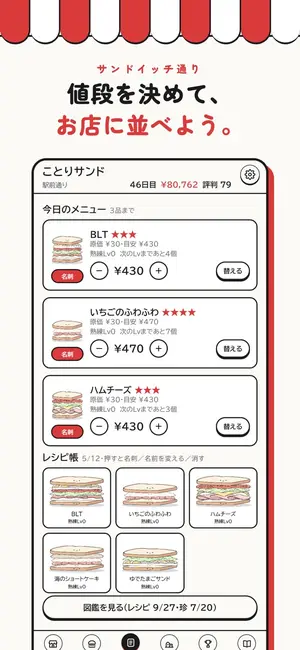 サンドイッチ通り
値段を決めて、
お店に並べよう。
ことりサンド
駅前通り
46日目 ¥80,762 評判 79
今日のメニュー 3品まで
BLT ★★★
原価 ¥30・目安 ¥430
熟練Lv0 次のLvまであと4個
名刺
− ¥430 +
替える
いちごのふわふわ ★★★★
原価 ¥30・目安 ¥470
熟練Lv0 次のLvまであと7個
名刺
− ¥470 +
替える
ハムチーズ ★★★
原価 ¥30・目安 ¥430
熟練Lv0 次のLvまであと3個
名刺
− ¥430 +
替える
レシピ帳 5/12・押すと名刺/名前を変える/消す
BLT
熟練Lv0
いちごのふわふわ
熟練Lv0
ハムチーズ
熟練Lv0
海のショートケーキ
熟練Lv0
ゆでたまごサンド
熟練Lv0
図鑑を見る(レシピ 9/27・珍 7/20)